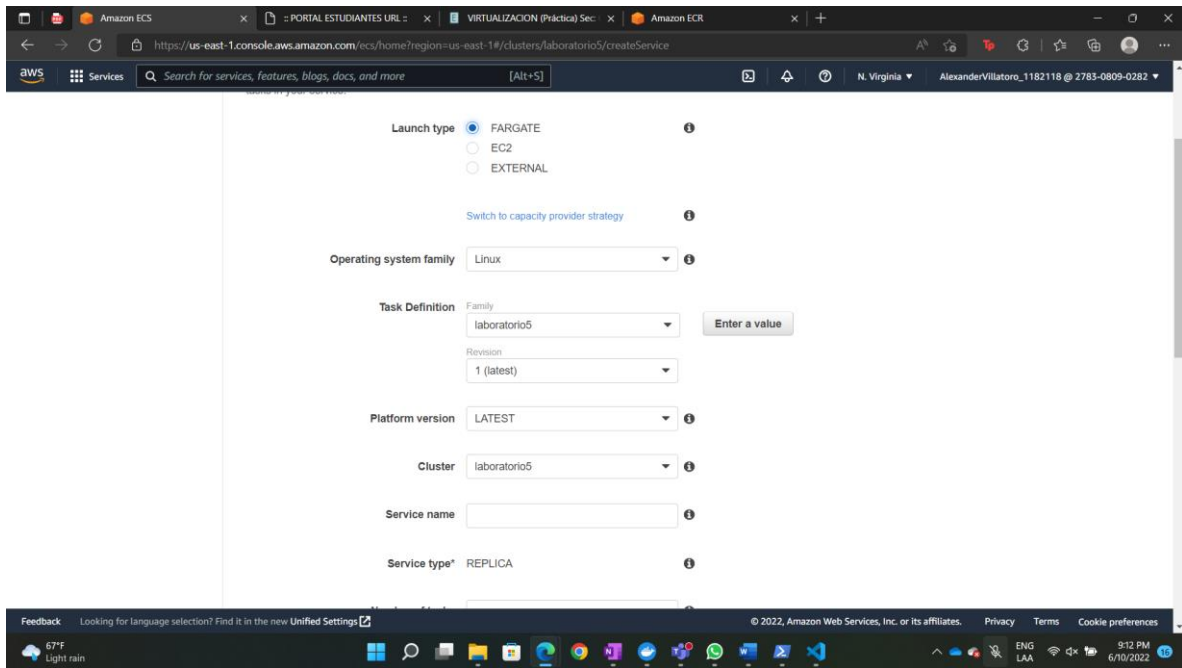 Amazon ECS
:: PORTAL ESTUDIANTES URL ::
VIRTUALIZACION (Práctica) Sec
Amazon ECR
https://us-east-1.console.aws.amazon.com/ecs/home?region=us-east-1#/clusters/laboratorio5/createService
aws
Services
Search for services, features, blogs, docs, and more
[Alt+S]
N. Virginia
AlexanderVillatoro_1182118 @ 2783-0809-0282
tasks in your service.
Launch type
FARGATE
EC2
EXTERNAL
Switch to capacity provider strategy
Operating system family
Linux
Task Definition
Family
laboratorio5
Enter a value
Revision
1 (latest)
Platform version
LATEST
Cluster
laboratorio5
Service name
Service type*
REPLICA
Feedback
Looking for language selection? Find it in the new Unified Settings
© 2022, Amazon Web Services, Inc. or its affiliates.
Privacy
Terms
Cookie preferences
67°F
Light rain
ENG
LAA
9:12 PM
6/10/2022
16